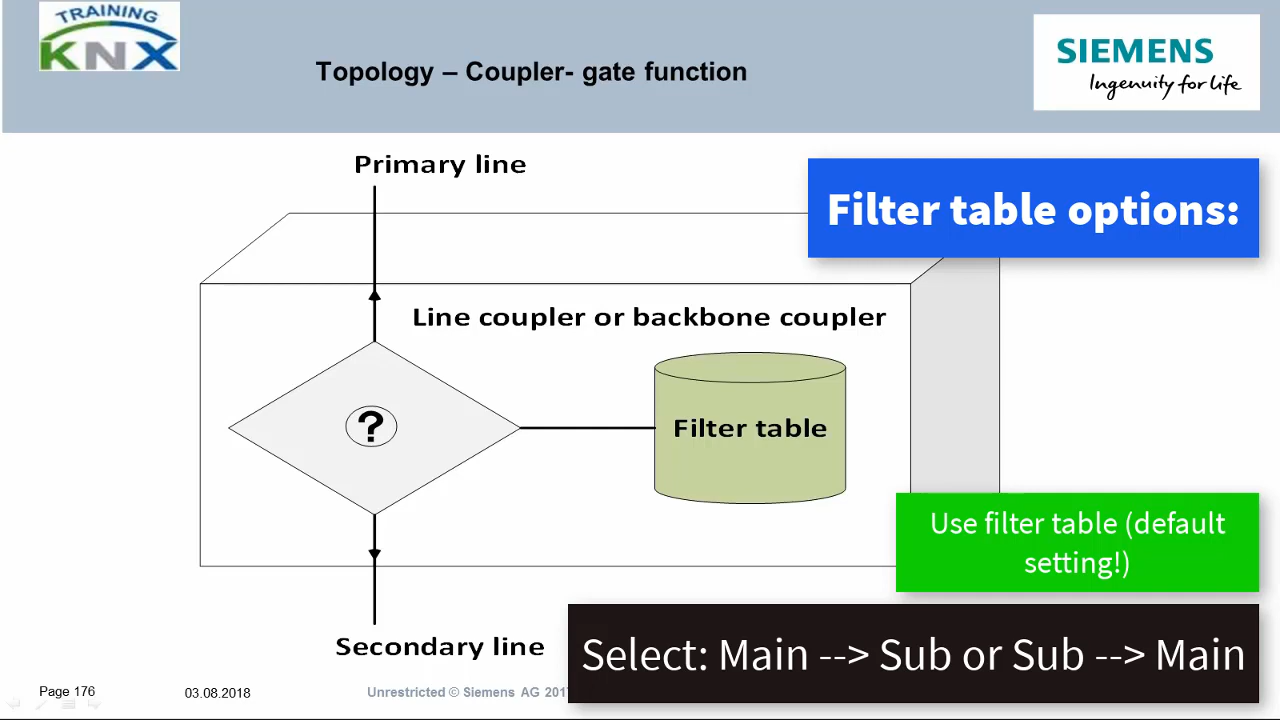 TRAINING
KNX
Topology – Coupler- gate function
SIEMENS
Ingenuity for life
Primary line
Filter table options:
Line coupler or backbone coupler
?
Filter table
Use filter table (default
setting!)
Select: Main --> Sub or Sub --> Main
Secondary line
Page 176
03.08.2018
Unrestricted © Siemens AG 2017